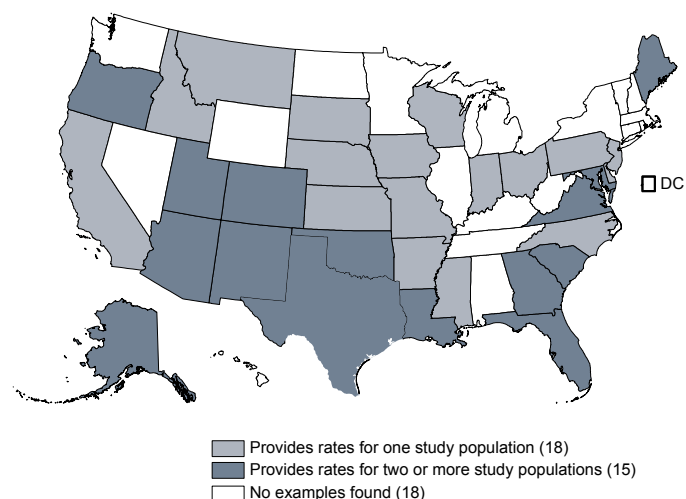 DC
Provides rates for one study population (18)
Provides rates for two or more study populations (15)
No examples found (18)